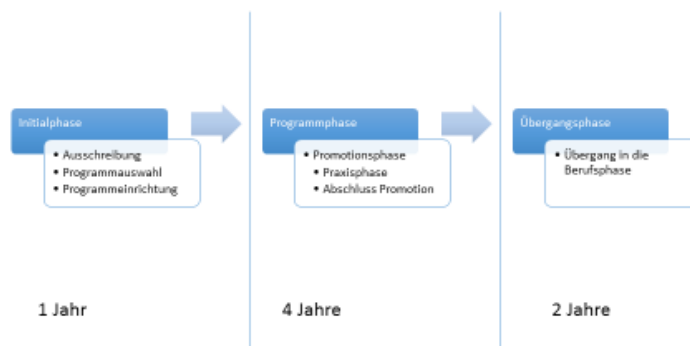 Initialphase
• Ausschreibung
• Programmauswahl
• Programmeinrichtung
1 Jahr
Programmphase
• Promotionsphase
• Praxisphase
• Abschluss Promotion
4 Jahre
Übergangsphase
• Übergang in die
Berufsphase
2 Jahre